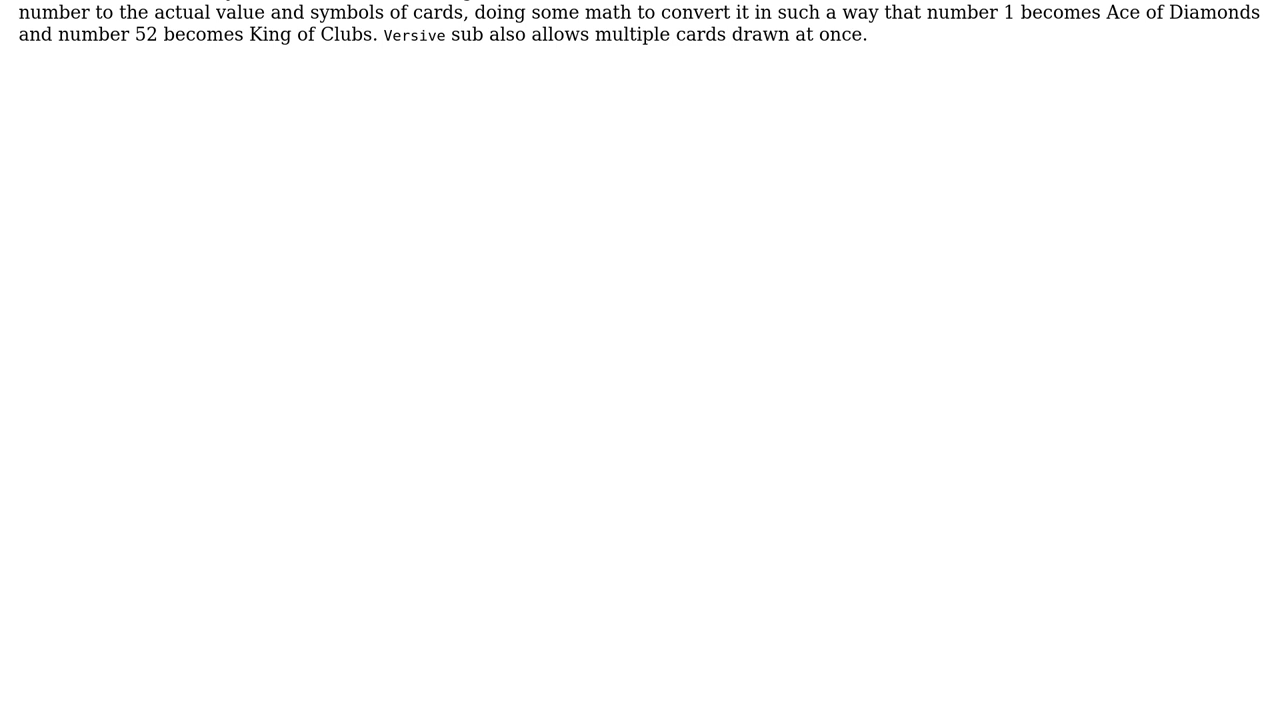 number to the actual value and symbols of cards, doing some math to convert it in such a way that number 1 becomes Ace of Diamonds
and number 52 becomes King of Clubs. Versive sub also allows multiple cards drawn at once.